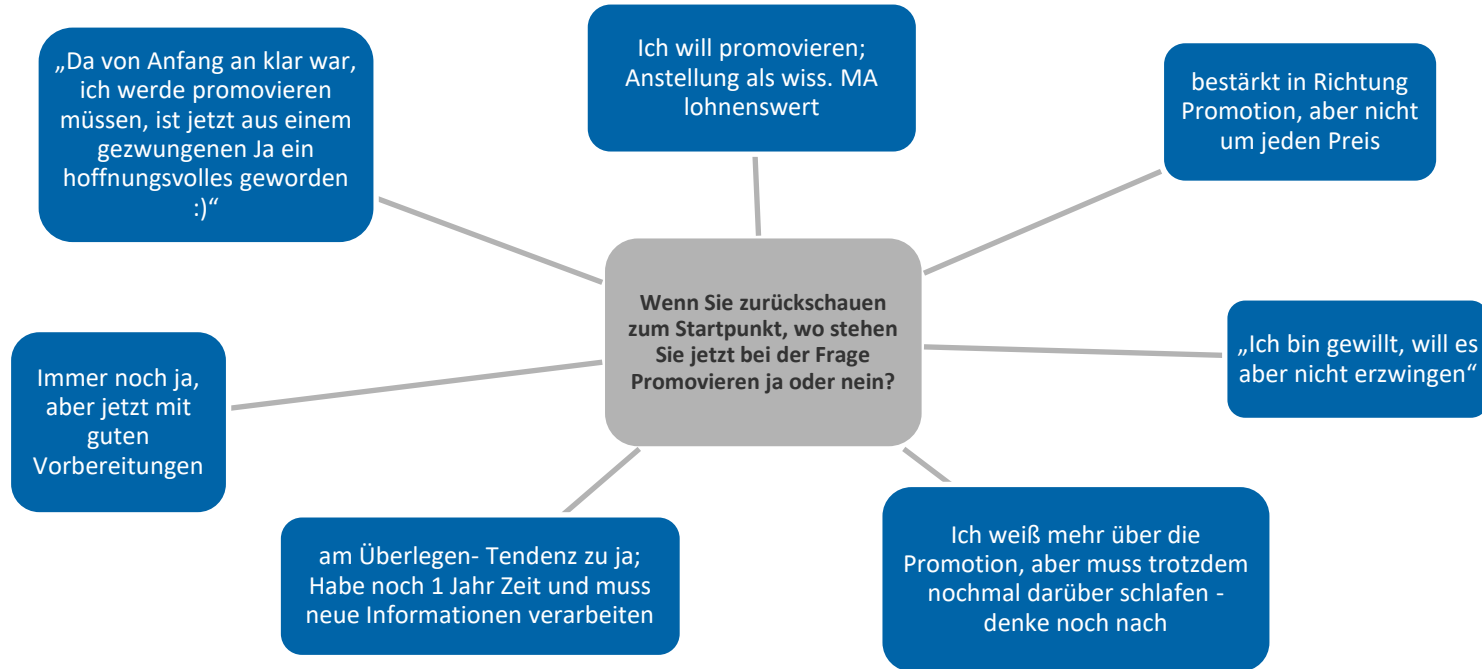 „Da von Anfang an klar war,
ich werde promovieren
müssen, ist jetzt aus einem
gezwungenen Ja ein
hoffnungsvolles geworden
:)“
Ich will promovieren;
Anstellung als wiss. MA
lohnenswert
bestärkt in Richtung
Promotion, aber nicht
um jeden Preis
Wenn Sie zurückschauen
zum Startpunkt, wo stehen
Sie jetzt bei der Frage
Promovieren ja oder nein?
„Ich bin gewillt, will es
aber nicht erzwingen“
Immer noch ja,
aber jetzt mit
guten
Vorbereitungen
am Überlegen- Tendenz zu ja;
Habe noch 1 Jahr Zeit und muss
neue Informationen verarbeiten
Ich weiß mehr über die
Promotion, aber muss trotzdem
nochmal darüber schlafen -
denke noch nach